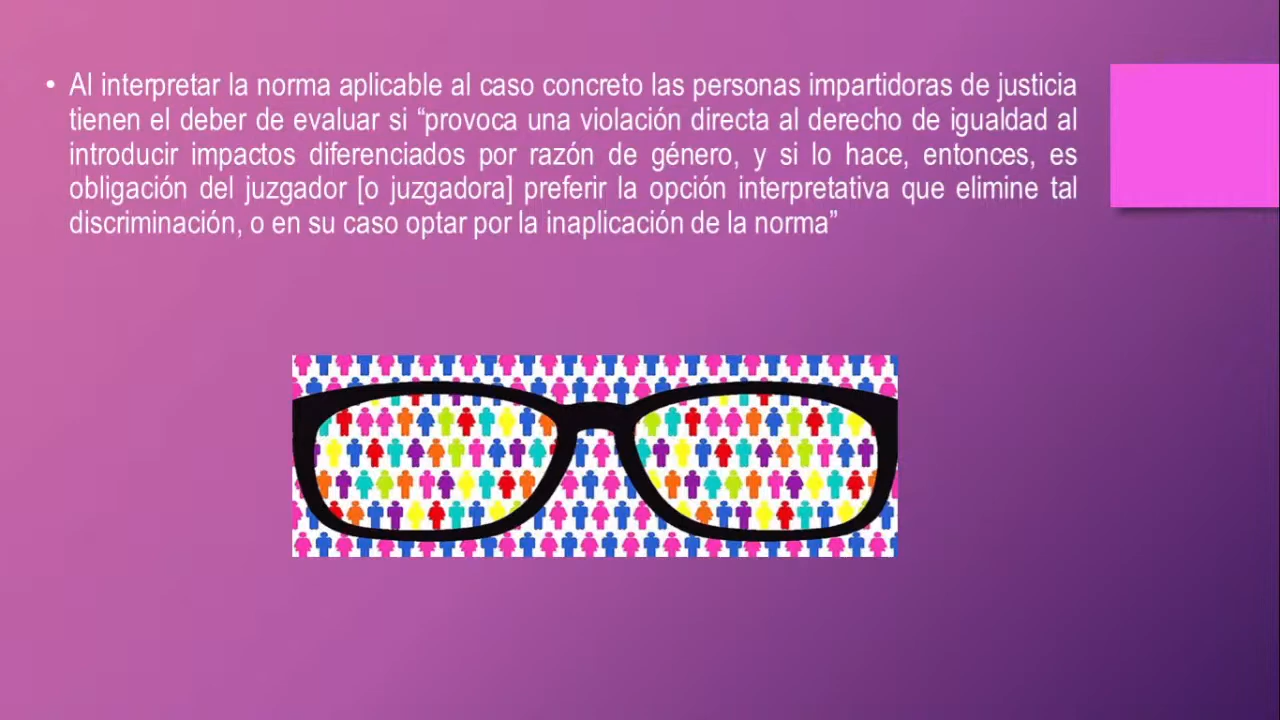 • Al interpretar la norma aplicable al caso concreto las personas impartidoras de justicia
tienen el deber de evaluar si “provoca una violación directa al derecho de igualdad al
introducir impactos diferenciados por razón de género, y si lo hace, entonces, es
obligación del juzgador [o juzgadora] preferir la opción interpretativa que elimine tal
discriminación, o en su caso optar por la inaplicación de la norma”